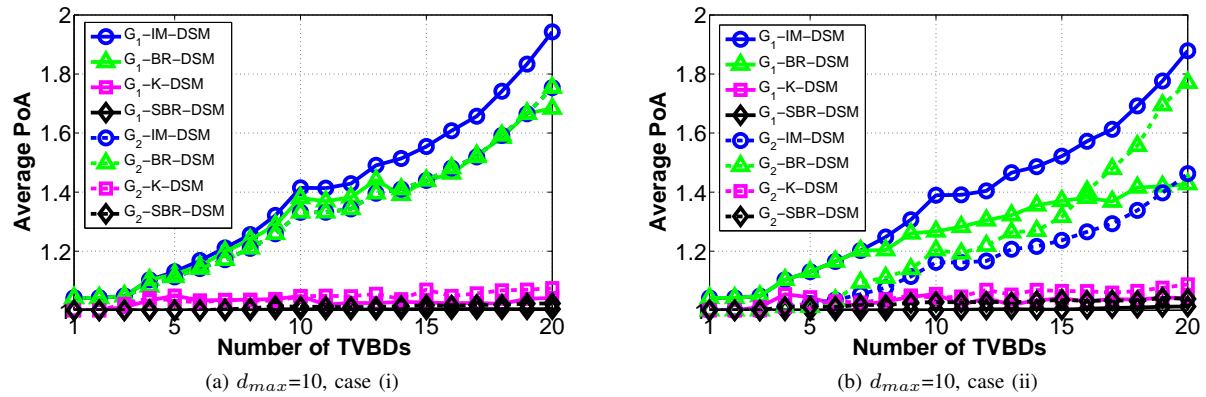 2
1.8
1.6
1.4
1.2
1
5
10
15
20
Average PoA
Number of TVBDs
G1–IM–DSM
G1–BR–DSM
G1–K–DSM
G1–SBR–DSM
G2–IM–DSM
G2–BR–DSM
G2–K–DSM
G2–SBR–DSM
(a) dmax=10, case (i)
2
1.8
1.6
1.4
1.2
1
5
10
15
20
Average PoA
Number of TVBDs
G1–IM–DSM
G1–BR–DSM
G1–K–DSM
G1–SBR–DSM
G2–IM–DSM
G2–BR–DSM
G2–K–DSM
G2–SBR–DSM
(b) dmax=10, case (ii)